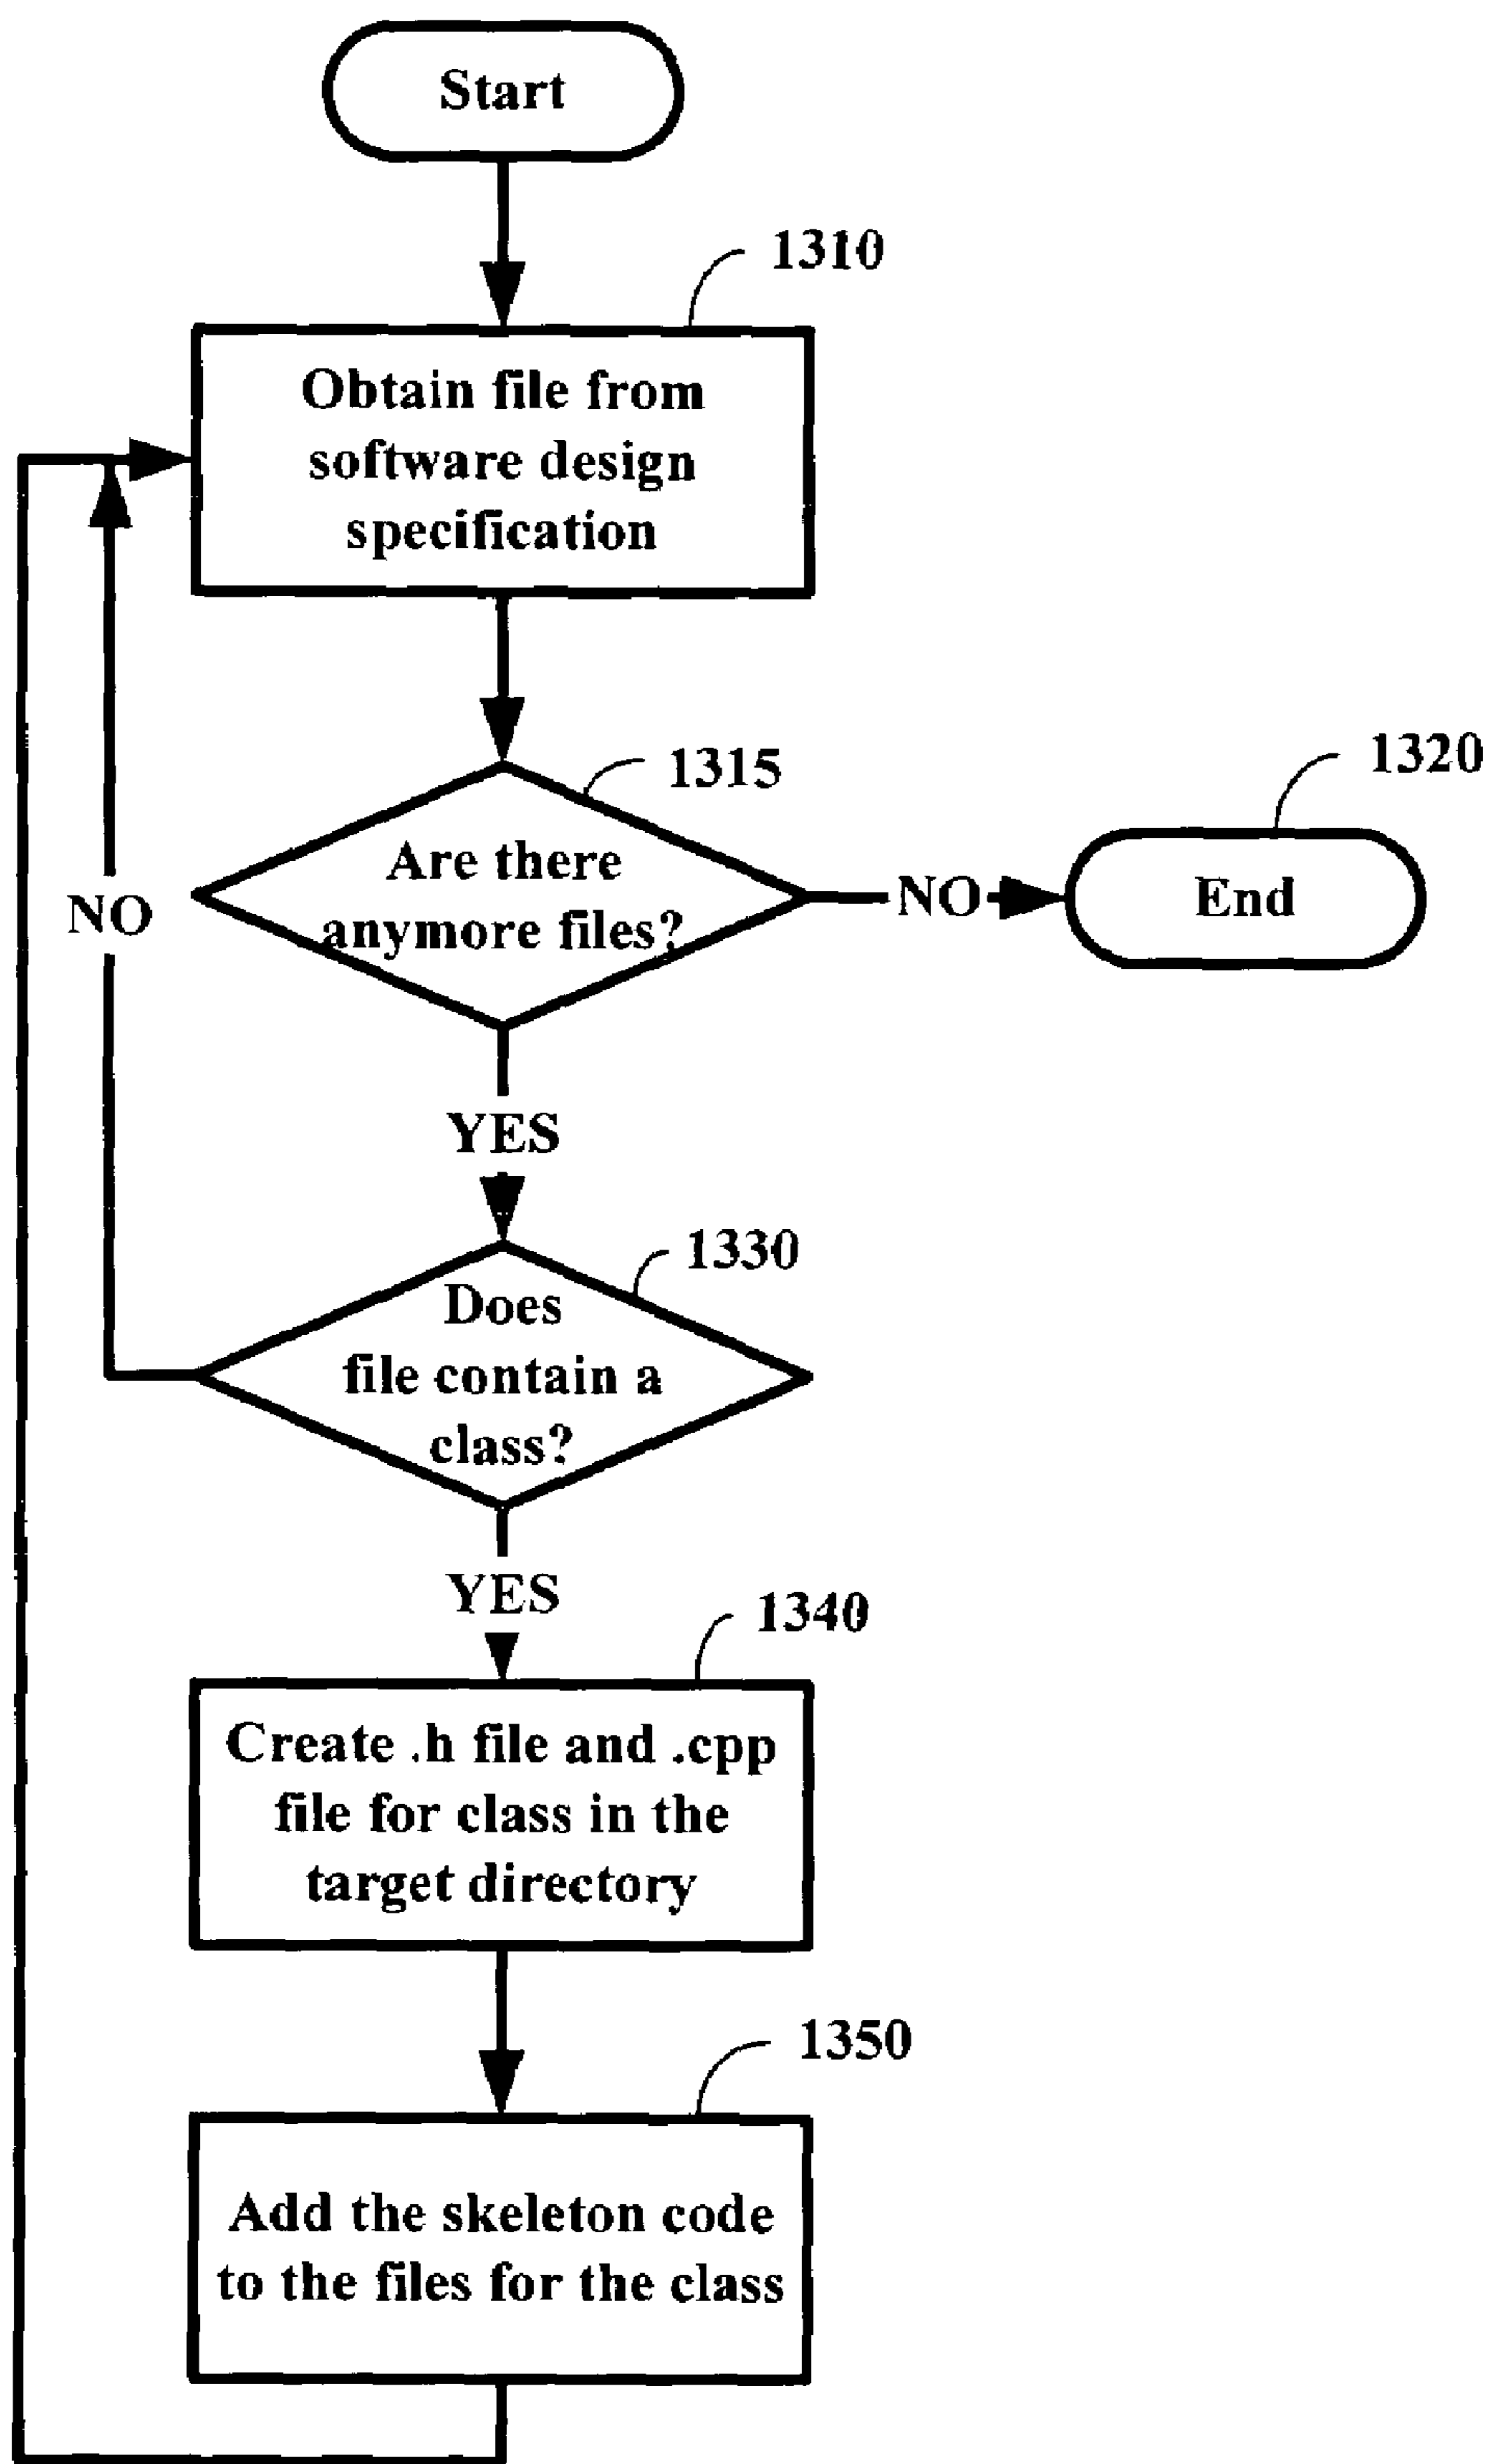 Start
1310
Obtain file from
software design
specification
1315
Are there
anymore files?
1320
NO
End
NO
YES
1330
Does
file contain a
class?
YES
1340
Create .h file and .cpp
file for class in the
target directory
1350
Add the skeleton code
to the files for the class